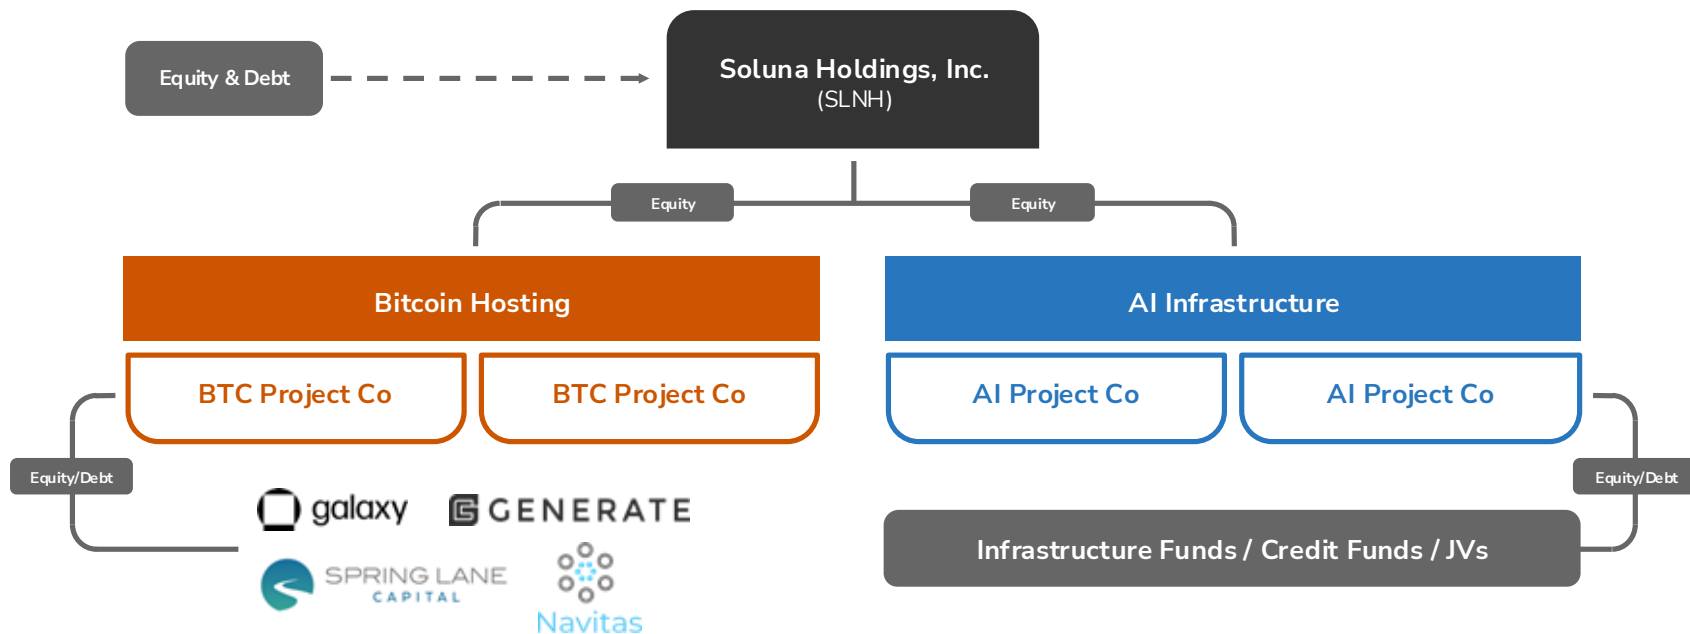 Equity & Debt
Soluna Holdings, Inc.
(SLNH)
Equity
Equity
Bitcoin Hosting
AI Infrastructure
BTC Project Co
BTC Project Co
AI Project Co
AI Project Co
Equity/Debt
Equity/Debt
galaxy
GENERATE
SPRING LANE
CAPITAL
Navitas
Infrastructure Funds / Credit Funds / JVs